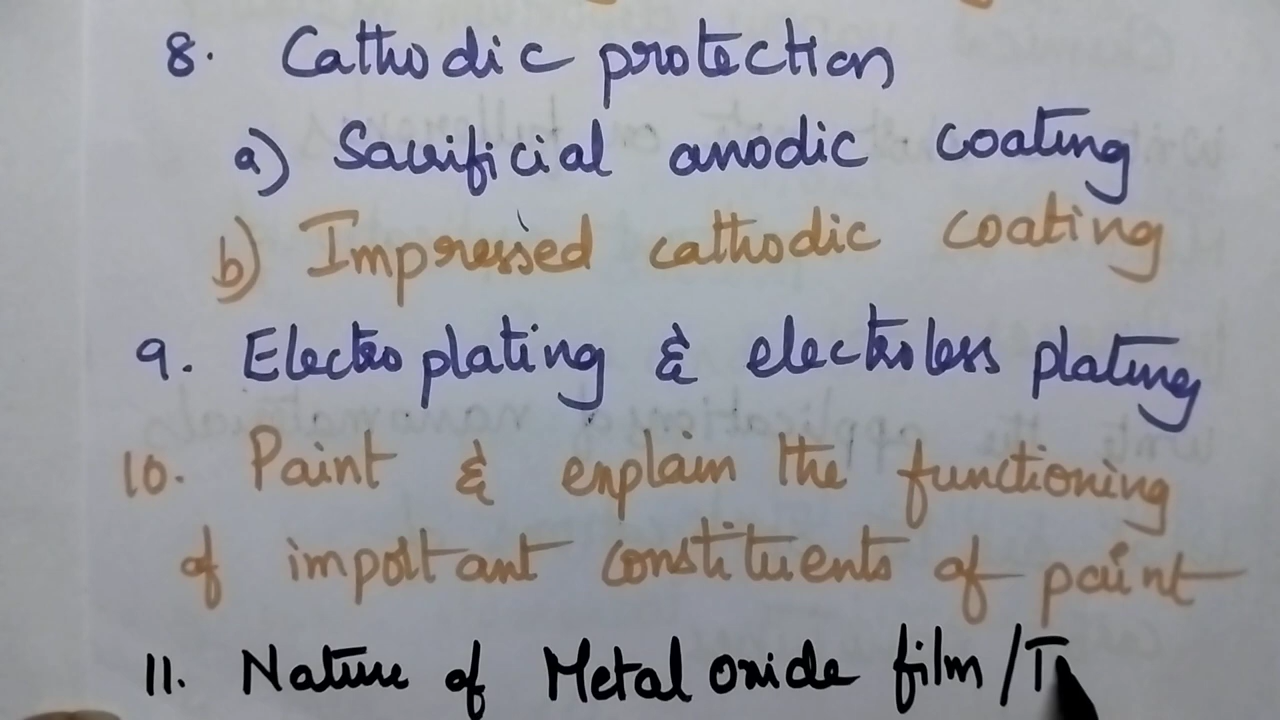 8. Cathodic protection
a) Sacrificial anodic coating
b) Impressed cathodic coating
9. Electroplating & electroless plating
10. Paint & explain the functioning
of important constituents of paint
11. Nature of Metal oxide film / T